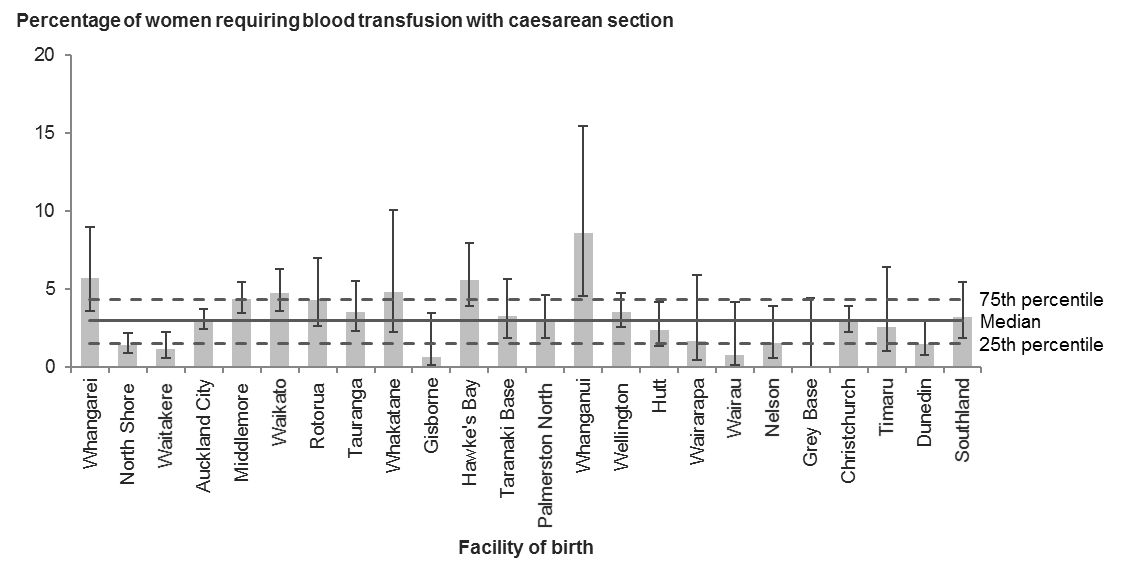 Percentage of women requiring blood transfusion with caesarean section
20
15
10
5
0
75th percentile
Median
25th percentile
Whangarei
North Shore
Waitakere
Auckland City
Middlemore
Waikato
Rotorua
Tauranga
Whakatane
Gisborne
Hawke's Bay
Taranaki Base
Palmerston North
Whanganui
Wellington
Hutt
Wairarapa
Wairau
Nelson
Grey Base
Christchurch
Timaru
Dunedin
Southland
Facility of birth